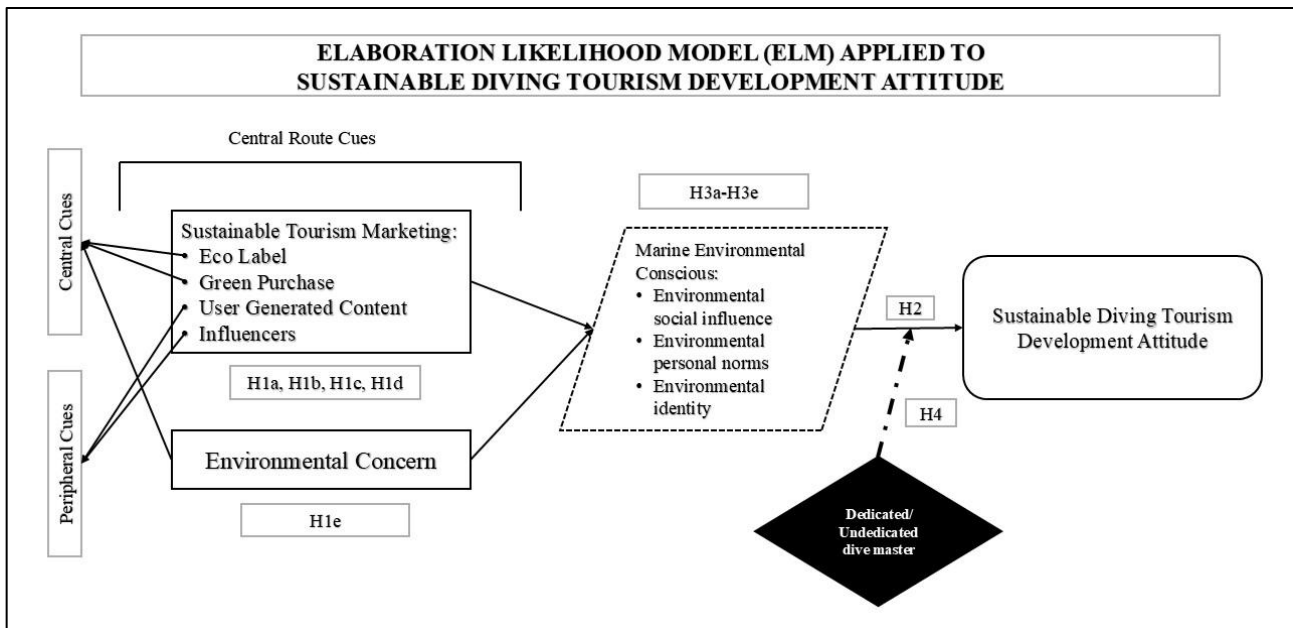 ELABORATION LIKELIHOOD MODEL (ELM) APPLIED TO
SUSTAINABLE DIVING TOURISM DEVELOPMENT ATTITUDE
Central Route Cues
Central Cues
Peripheral Cues
Sustainable Tourism Marketing:
• Eco Label
• Green Purchase
• User Generated Content
• Influencers
H1a, H1b, H1c, H1d
Environmental Concern
H1e
H3a-H3e
Marine Environmental
Conscious:
• Environmental
social influence
• Environmental
personal norms
• Environmental
identity
H2
H4
Dedicated/
Undedicated
dive master
Sustainable Diving Tourism
Development Attitude